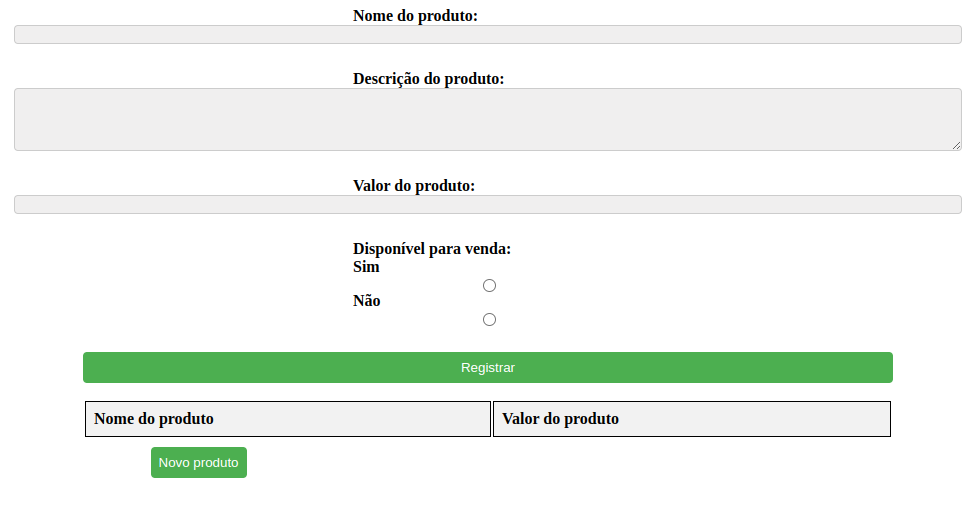 Nome do produto:
Descrição do produto:
Valor do produto:
Disponível para venda:
Sim
Não
Registrar
Nome do produto Valor do produto
Novo produto